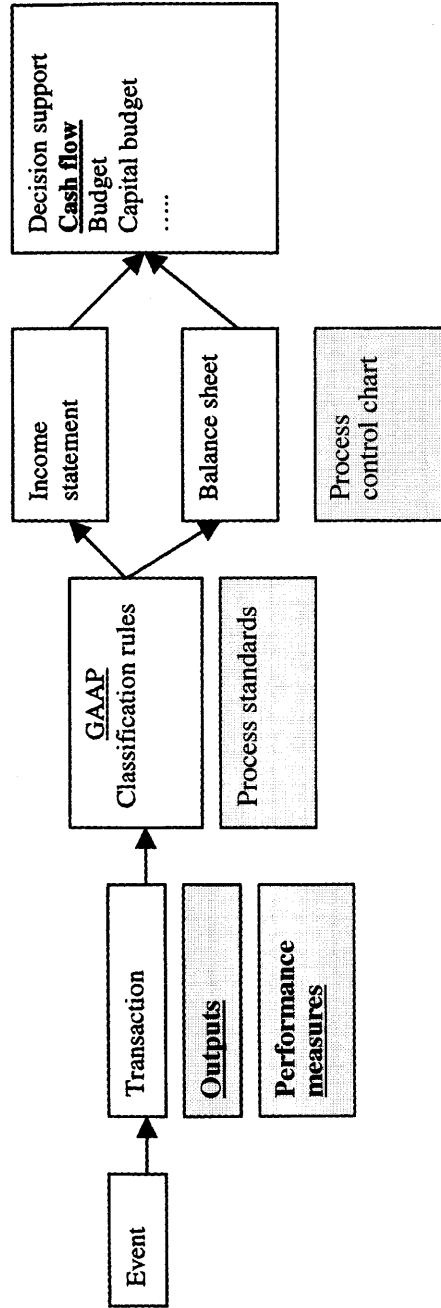 Event
Transaction
Outputs
Performance
measures
GAAP
Classification rules
Process standards
Income
statement
Balance sheet
Process
control chart
Decision support
Cash flow
Budget
Capital budget
.....